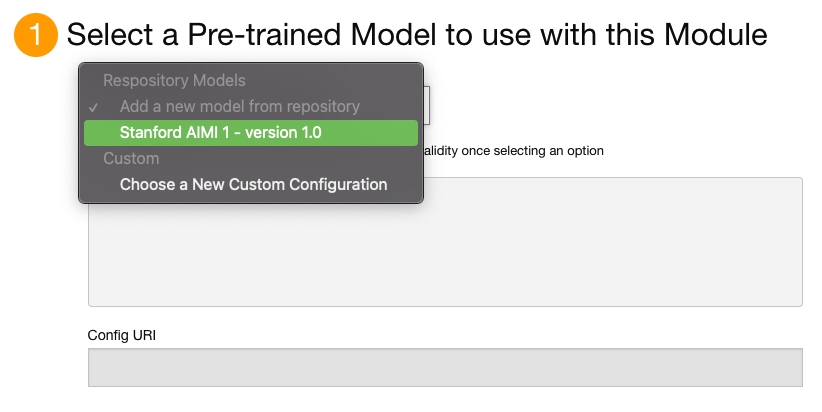 1 Select a Pre-trained Model to use with this Module
Respository Models
✓ Add a new model from repository
Stanford AIMI 1 - version 1.0
Custom
alidity once selecting an option
Choose a New Custom Configuration
Config URI